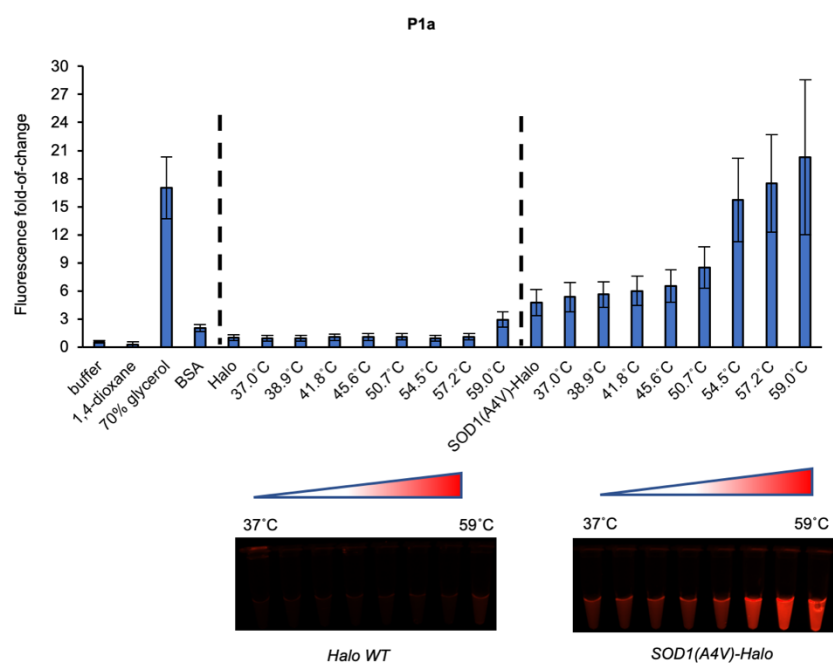 P1a
Fluorescence fold-of-change
30
27
24
21
18
15
12
9
6
3
0
buffer
1,4-dioxane
70% glycerol
BSA
Halo
37.0˚C
38.9˚C
41.8˚C
45.6˚C
50.7˚C
54.5˚C
57.2˚C
59.0˚C
SOD1(A4V)-Halo
37.0˚C
38.9˚C
41.8˚C
45.6˚C
50.7˚C
54.5˚C
57.2˚C
59.0˚C
37˚C 59˚C
37˚C 59˚C
Halo WT
SOD1(A4V)-Halo